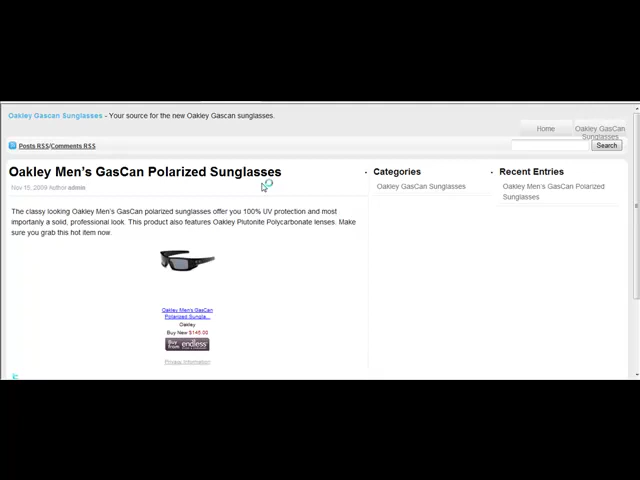 Oakley Gascan Sunglasses - Your source for the new Oakley Gascan sunglasses.
Home
Oakley GasCan
Sunglasses
Posts RSS/Comments RSS
Search
Oakley Men's GasCan Polarized Sunglasses
Nov 15, 2009 Author admin
The classy looking Oakley Men's GasCan polarized sunglasses offer you 100% UV protection and most
importanly a solid, professional look. This product also features Oakley Plutonite Polycarbonate lenses. Make
sure you grab this hot item now.
Oakley Men's GasCan
Polarized Sungla...
Oakley
Buy New $145.00
Buy from endless
Privacy Information
Categories
Oakley GasCan Sunglasses
Recent Entries
Oakley Men's GasCan Polarized
Sunglasses